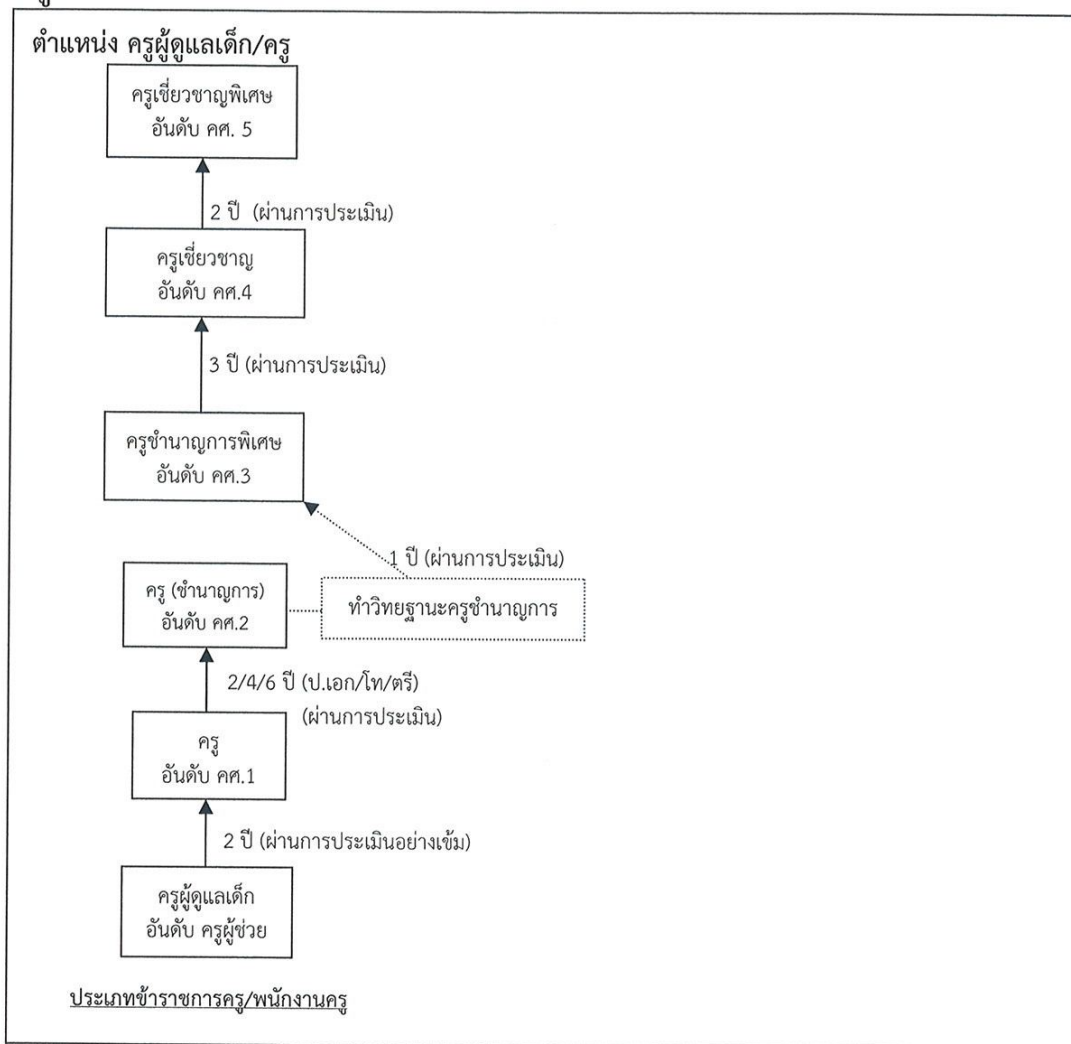 ตำแหน่ง ครูผู้ดูแลเด็ก/ครู
ครูเชี่ยวชาญพิเศษ
อันดับ คศ. 5
2 ปี (ผ่านการประเมิน)
ครูเชี่ยวชาญ
อันดับ คศ.4
3 ปี (ผ่านการประเมิน)
ครูชำนาญการพิเศษ
อันดับ คศ.3
1 ปี (ผ่านการประเมิน)
ครู (ชำนาญการ)
อันดับ คศ.2
ทำวิทยฐานะครูชำนาญการ
2/4/6 ปี (ป.เอก/โท/ตรี)
(ผ่านการประเมิน)
ครู
อันดับ คศ.1
2 ปี (ผ่านการประเมินอย่างเข้ม)
ครูผู้ดูแลเด็ก
อันดับ ครูผู้ช่วย
ประเภทข้าราชการครู/พนักงานครู